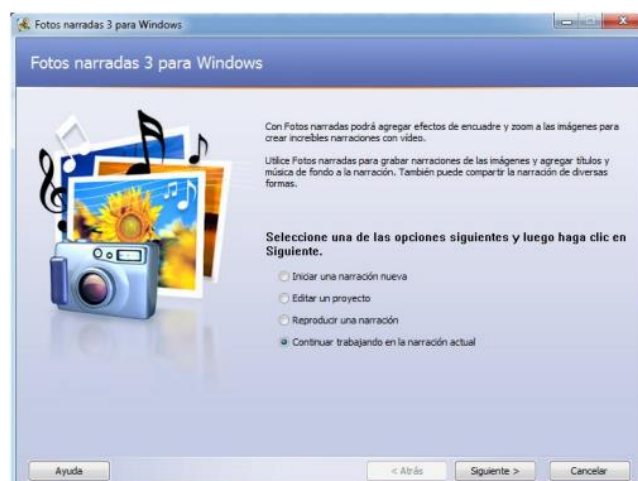 Fotos narradas 3 para Windows
Fotos narradas 3 para Windows
Con Fotos narradas podrá agregar efectos de encuadre y zoom a las imágenes para
crear increíbles narraciones con vídeo.
Utilice Fotos narradas para grabar narraciones de las imágenes y agregar títulos y
música de fondo a la narración. También puede compartir la narración de diversas
formas.
Seleccione una de las opciones siguientes y luego haga clic en
Siguiente.
Iniciar una narración nueva
Editar un proyecto
Reproducir una narración
Continuar trabajando en la narración actual
Ayuda
< Atrás
Siguiente >
Cancelar